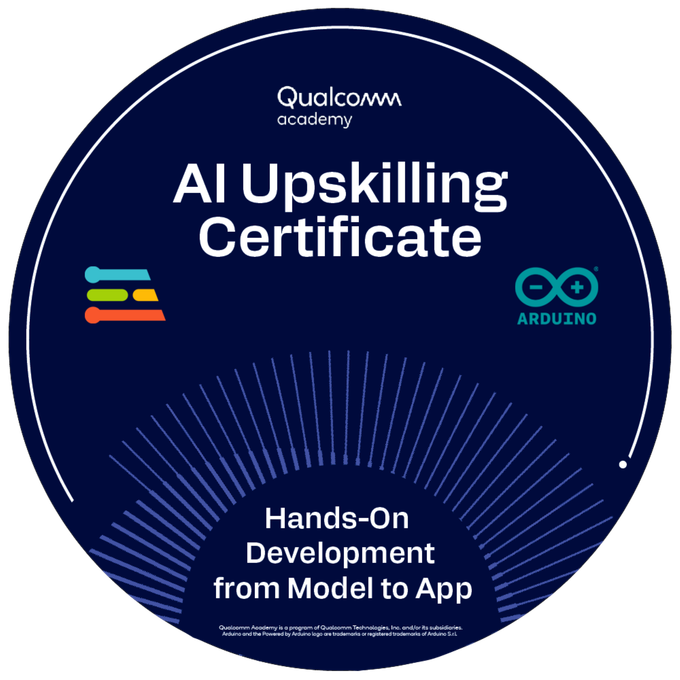 Qualcomm
academy
AI Upskilling
Certificate
ARDUINO
Hands-On
Development
from Model to App
Qualcomm Academy is a program of Qualcomm Technologies, Inc. and/or its subsidiaries.
Arduino and the Powered by Arduino logo are trademarks or registered trademarks of Arduino S.r.l.